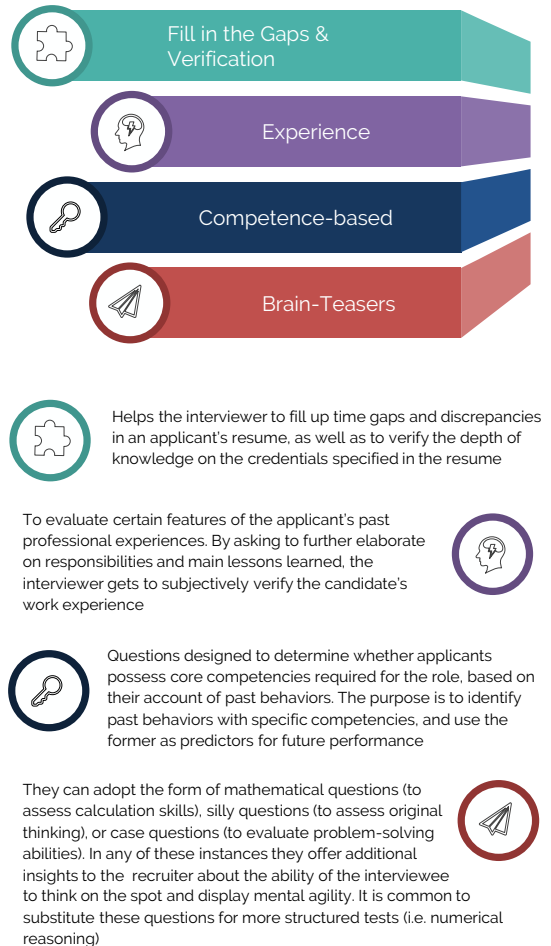 Fill in the Gaps &
Verification
Experience
Competence-based
Brain-Teasers
Helps the interviewer to fill up time gaps and discrepancies
in an applicant's resume, as well as to verify the depth of
knowledge on the credentials specified in the resume
To evaluate certain features of the applicant's past
professional experiences. By asking to further elaborate
on responsibilities and main lessons learned, the
interviewer gets to subjectively verify the candidate's
work experience
Questions designed to determine whether applicants
possess core competencies required for the role, based on
their account of past behaviors. The purpose is to identify
past behaviors with specific competencies, and use the
former as predictors for future performance
They can adopt the form of mathematical questions (to
assess calculation skills), silly questions (to assess original
thinking), or case questions (to evaluate problem-solving
abilities). In any of these instances they offer additional
insights to the recruiter about the ability of the interviewee
to think on the spot and display mental agility. It is common to
substitute these questions for more structured tests (i.e. numerical
reasoning)